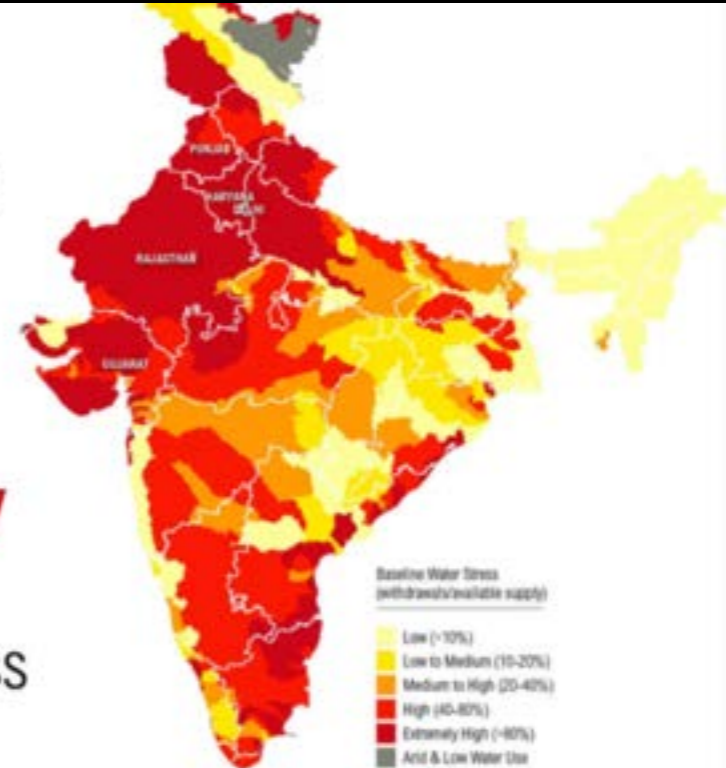 PUNJAB
HARYANA
DELHI
RAJASTHAN
GUJARAT
Baseline Water Stress
(withdrawals/available supply)
Low (<10%)
Low to Medium (10-20%)
Medium to High (20-40%)
High (40-80%)
Extremely High (>80%)
Arid & Low Water Use